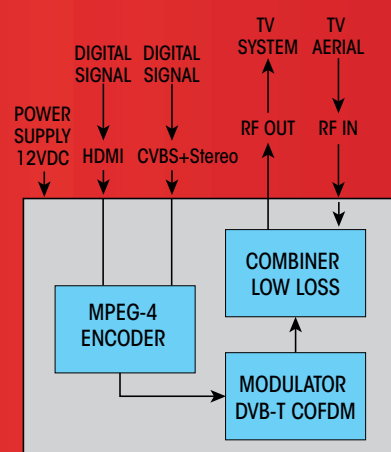 TV
SYSTEM
TV
AERIAL
DIGITAL
SIGNAL
DIGITAL
SIGNAL
POWER
SUPPLY
12VDC
HDMI
CVBS+Stereo
RF OUT
RF IN
COMBINER
LOW LOSS
MPEG-4
ENCODER
MODULATOR
DVB-T COFDM